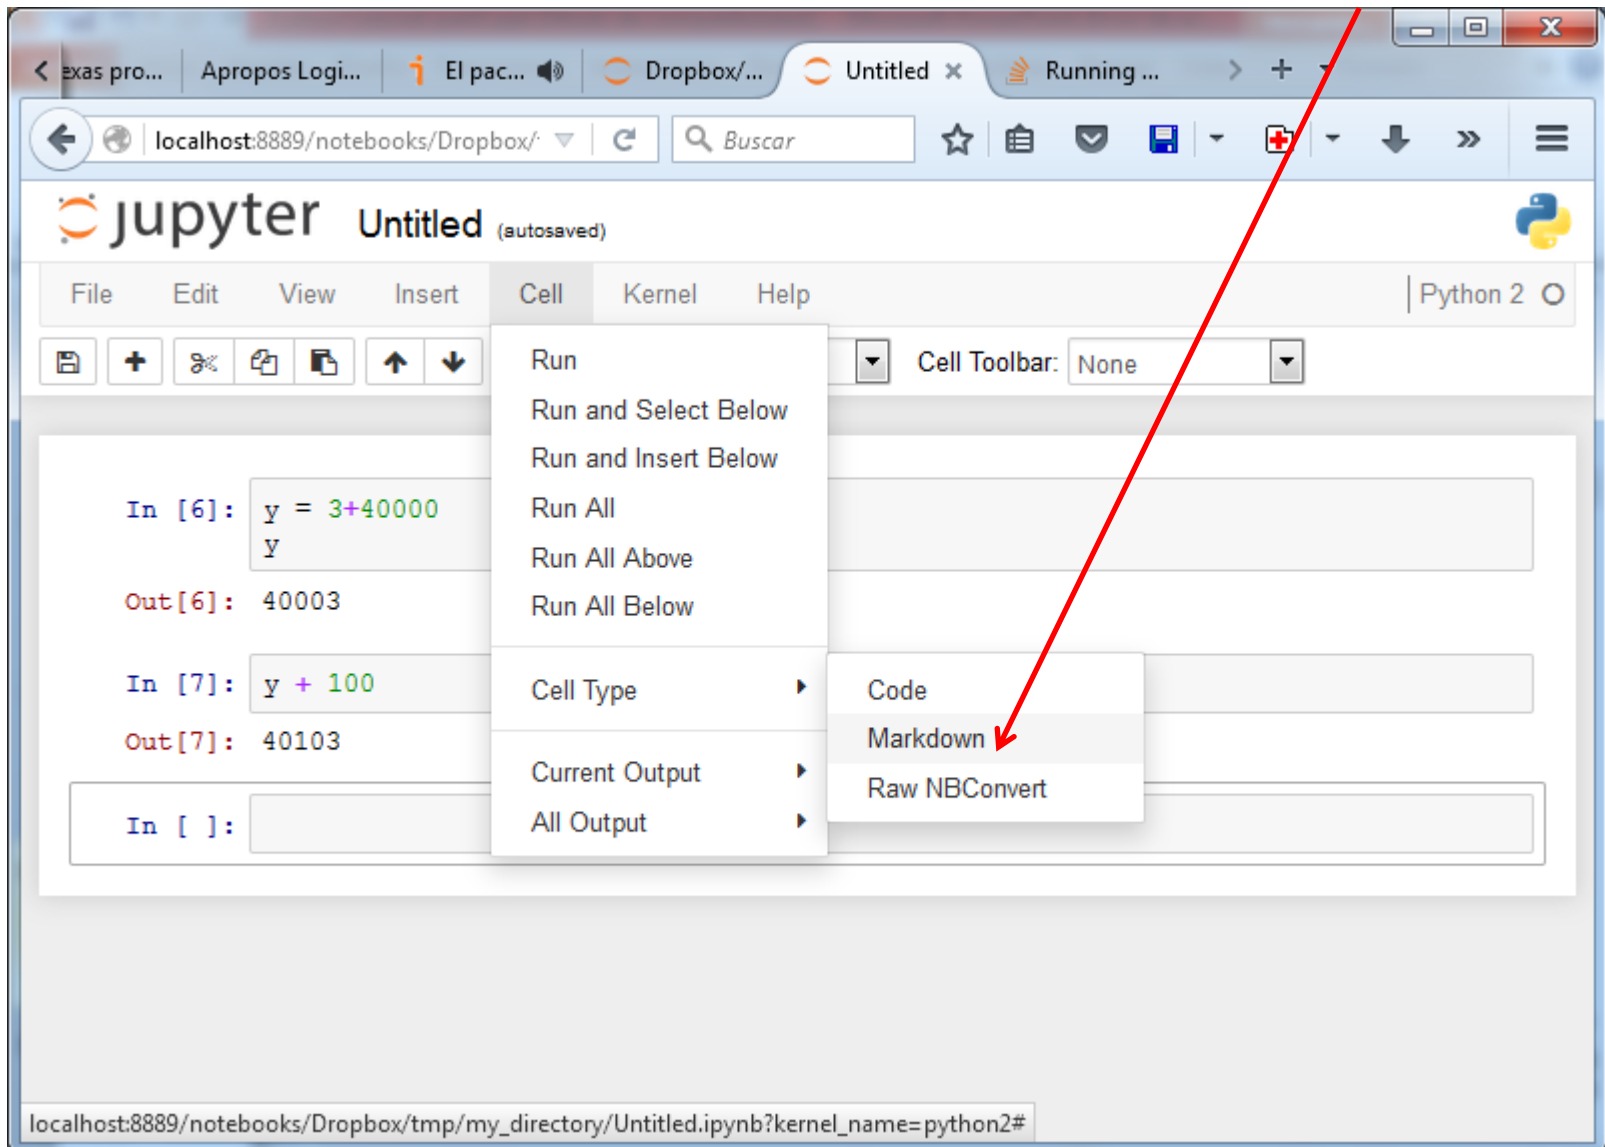 exas pro... Apropos Logi... El pac... Dropbox/... Untitled Running ...
localhost:8889/notebooks/Dropbox/ Buscar
jupyter Untitled (autosaved)
File Edit View Insert Cell Kernel Help Python 2
Cell Toolbar: None
Run
Run and Select Below
Run and Insert Below
Run All
Run All Above
Run All Below
Cell Type
Current Output
All Output
Code
Markdown
Raw NBConvert
In [6]: y = 3+40000
y
Out[6]: 40003
In [7]: y + 100
Out[7]: 40103
In [ ]:
localhost:8889/notebooks/Dropbox/tmp/my_directory/Untitled.ipynb?kernel_name=python2#